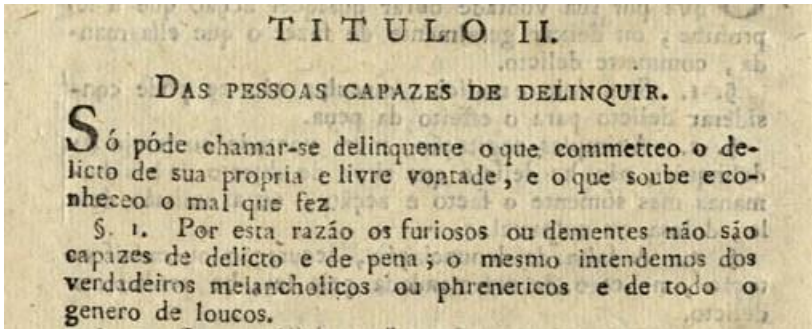 TITULO II.
DAS PESSOAS CAPAZES DE DELINQUIR.
Só póde chamar-se delinquente o que commetteo o de-
licto de sua propria e livre vontade, e o que soube e co-
nheceo o mal que fez
§. 1. Por esta razão os furiosos ou dementes não são
capazes de delicto e de pena; o mesmo intendemos dos
verdadeiros melancholicos ou phreneticos e de todo o
genero de loucos.